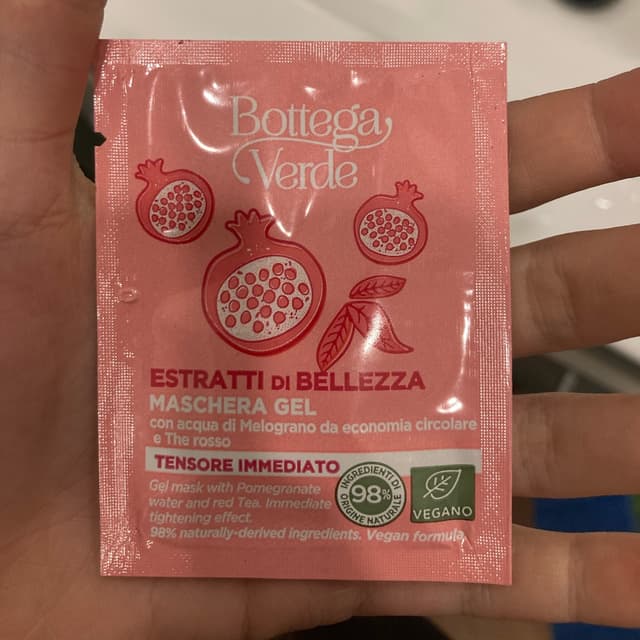 Bottega
Verde
ESTRATTI DI BELLEZZA
MASCHERA GEL
con acqua di Melograno da economia circolare
e The rosso
TENSORE IMMEDIATO
Gel mask with Pomegranate
water and red Tea. Immediate
tightening effect.
98% naturally-derived ingredients. Vegan formula
INGREDIENTI DI
98%
ORIGINE NATURALE
VEGANO